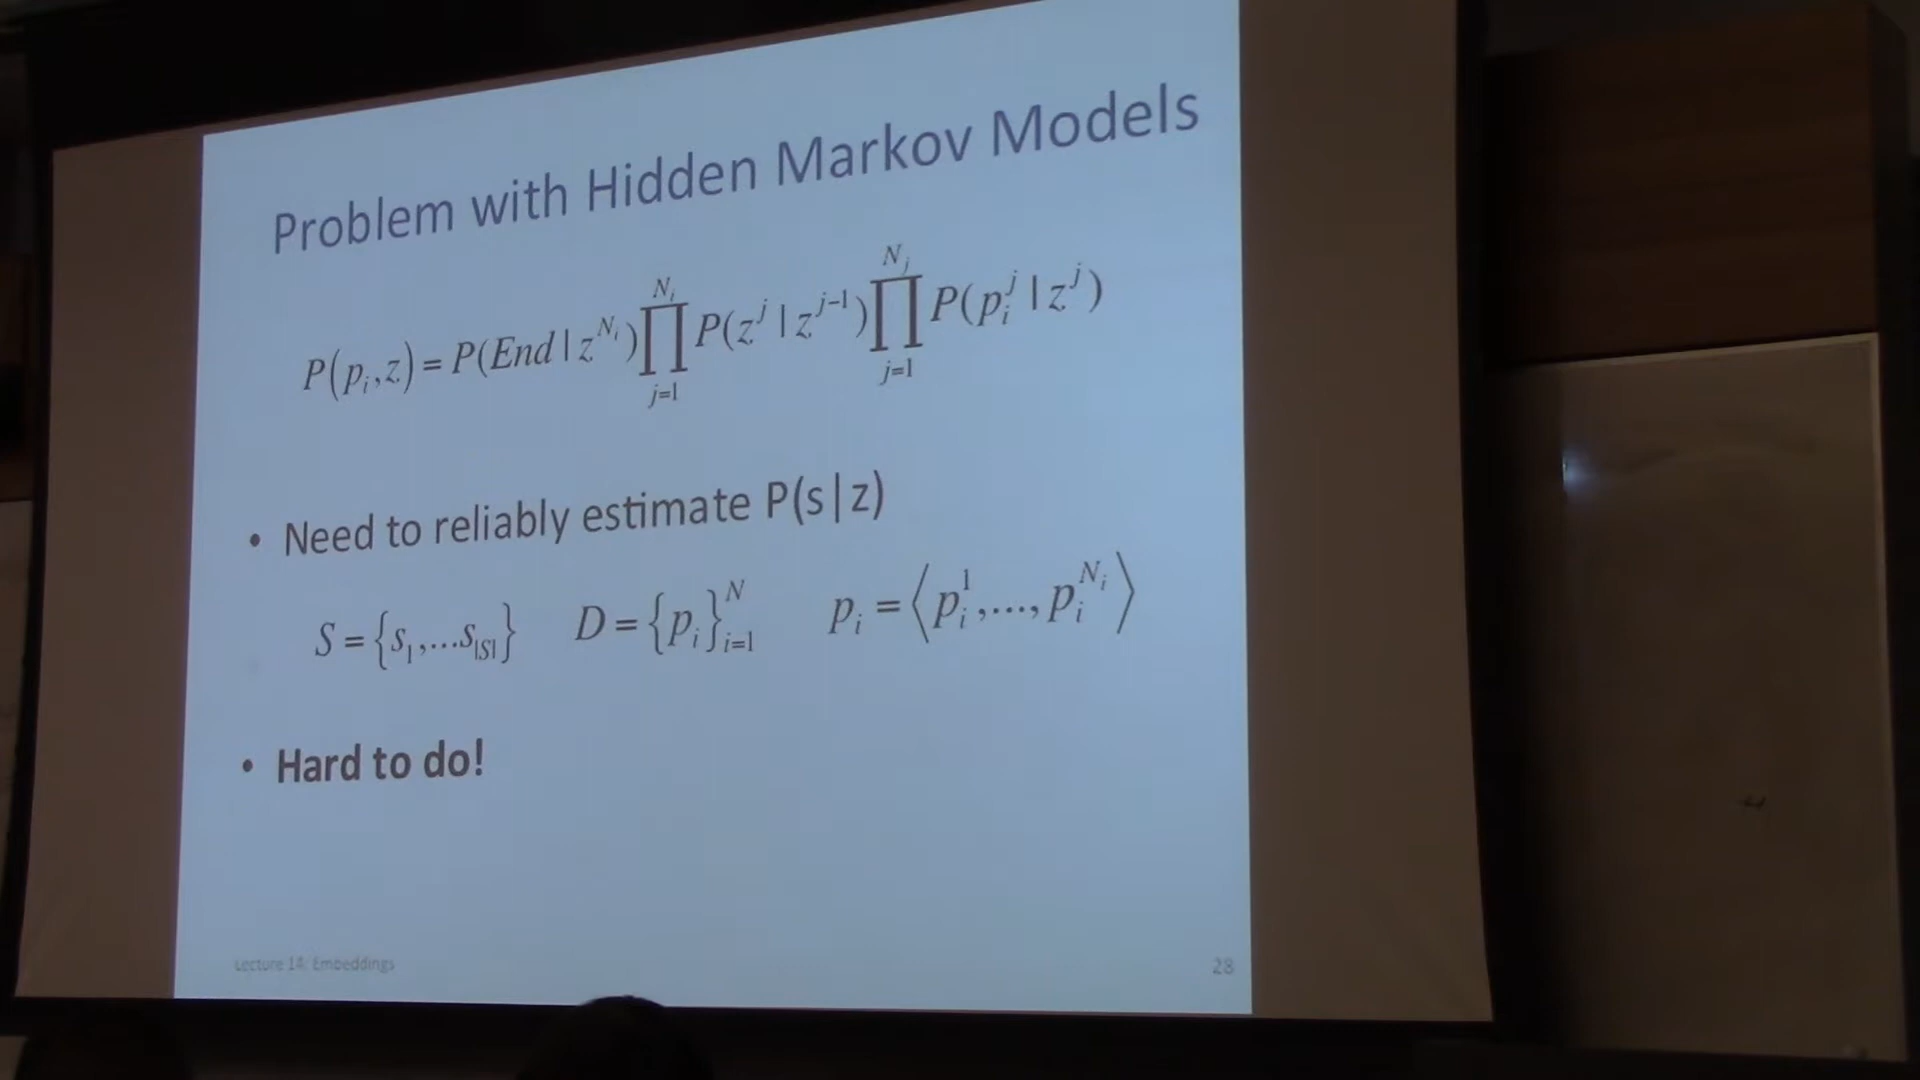 Problem with Hidden Markov Models
P(p_i, z) = P(End | z^{N_i}) ∏_{j=1}^{N_i} P(z^j | z^{j-1}) ∏_{j=1}^{N_j} P(p_i^j | z^j)
• Need to reliably estimate P(s|z)
S = {s_1,...s_{|S|}} D = {p_i}_{i=1}^N p_i = ⟨p_i^1,...,p_i^{N_i}⟩
• Hard to do!
Lecture 14: Embeddings
28